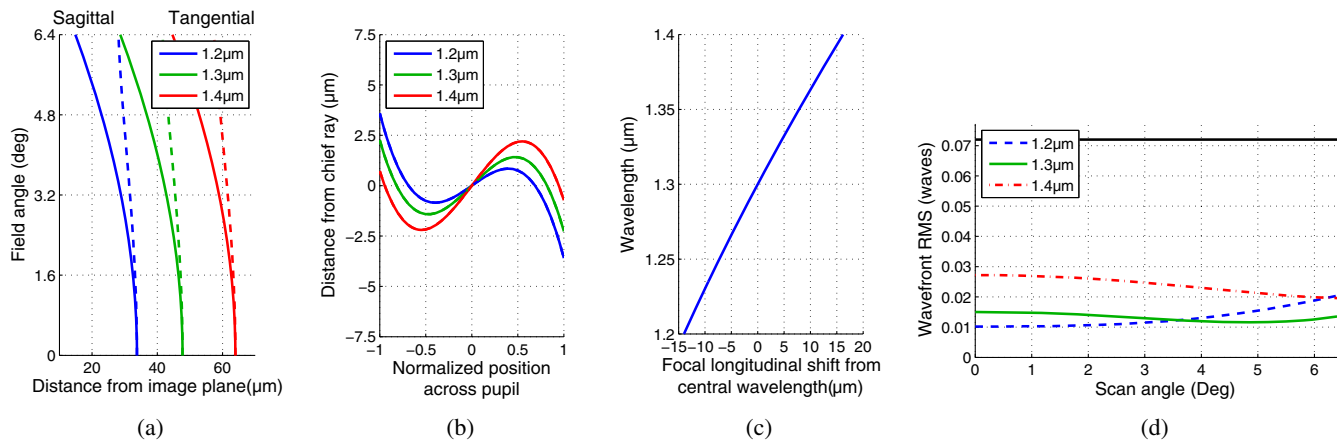 Sagittal
Tangential
6.4
4.8
3.2
1.6
0
Field angle (deg)
1.2µm
1.3µm
1.4µm
20
40
60
Distance from image plane(µm)
(a)
7.5
5
2.5
0
−2.5
−5
−7.5
Distance from chief ray (µm)
1.2µm
1.3µm
1.4µm
−1
−0.5
0
0.5
1
Normalized position
across pupil
(b)
1.4
1.35
1.3
1.25
1.2
Wavelength (µm)
−15
−10
−5
0
5
10
15
20
Focal longitudinal shift from
central wavelength(µm)
(c)
0.07
0.06
0.05
0.04
0.03
0.02
0.01
0
Wavefront RMS (waves)
1.2µm
1.3µm
1.4µm
0
1
2
3
4
5
6
Scan angle (Deg)
(d)